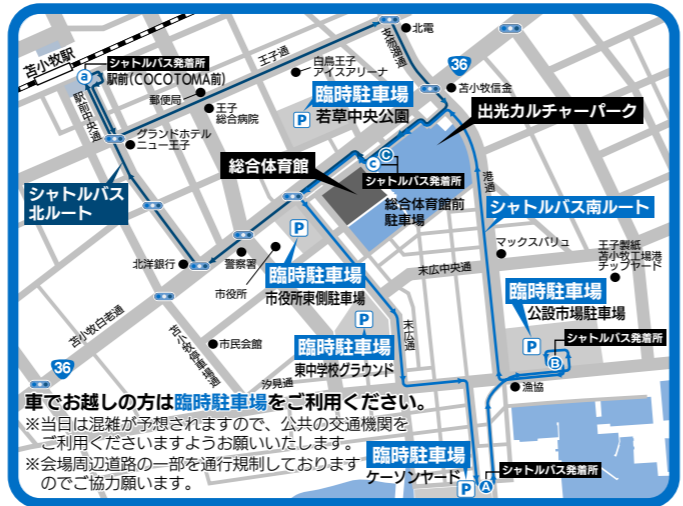 苫小牧駅
シャトルバス発着所
a
駅前(COCOTOMA前)
郵便局
王子
総合病院
駅前中央通
グランドホテル
ニュー王子
王子通
白鳥王子
アイスアリーナ
北電
支笏湖通
36
苫小牧信金
臨時駐車場
P
若草中央公園
出光カルチャーパーク
総合体育館
C
C
シャトルバス発着所
総合体育館前
駐車場
港通
シャトルバス
北ルート
シャトルバス南ルート
マックスバリュ
王子製紙
苫小牧工場港
チップヤード
北洋銀行
警察署
市役所
P
臨時駐車場
市役所東側駐車場
末広中央通
臨時駐車場
公設市場駐車場
P
シャトルバス発着所
B
苫小牧白老通
苫小牧停車場通
市民会館
P
臨時駐車場
東中学校グラウンド
末広通
汐見通
36
漁協
車でお越しの方は臨時駐車場をご利用ください。
※当日は混雑が予想されますので、公共の交通機関を
ご利用くださいますようお願いいたします。
※会場周辺道路の一部を通行規制しております
のでご協力願います。
臨時駐車場
ケーソンヤード
P
A
シャトルバス発着所